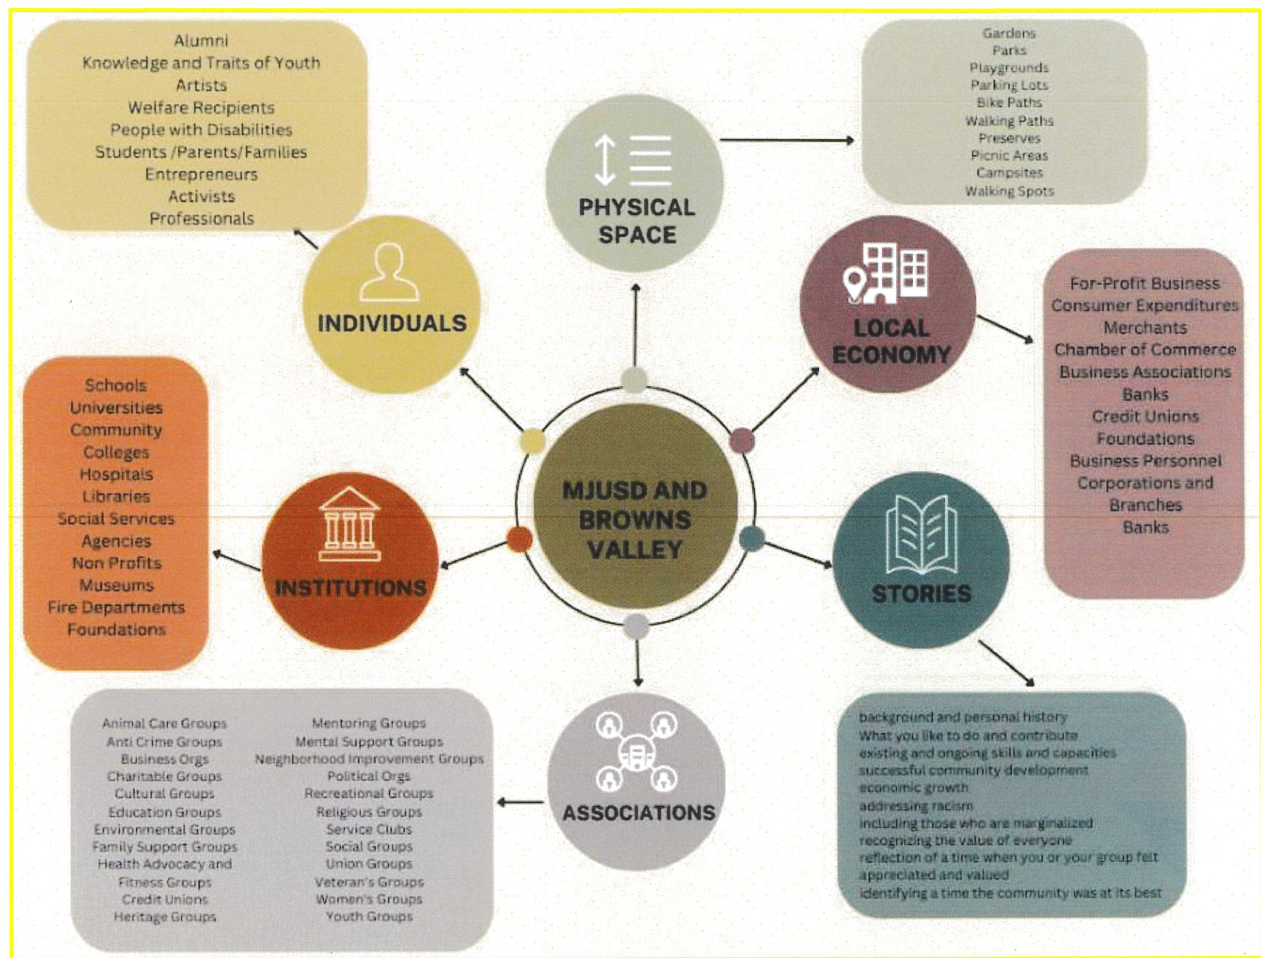 Alumni
Knowledge and Traits of Youth
Artists
Welfare Recipients
People with Disabilities
Students /Parents/Families
Entrepreneurs
Activists
Professionals
INDIVIDUALS
PHYSICAL
SPACE
Gardens
Parks
Playgrounds
Parking Lots
Bike Paths
Walking Paths
Preserves
Picnic Areas
Campsites
Walking Spots
LOCAL
ECONOMY
For-Profit Business
Consumer Expenditures
Merchants
Chamber of Commerce
Business Associations
Banks
Credit Unions
Foundations
Business Personnel
Corporations and
Branches
Banks
MJUSD AND
BROWNS
VALLEY
Schools
Universities
Community
Colleges
Hospitals
Libraries
Social Services
Agencies
Non Profits
Museums
Fire Departments
Foundations
INSTITUTIONS
STORIES
background and personal history
What you like to do and contribute
existing and ongoing skills and capacities
successful community development
economic growth
addressing racism
including those who are marginalized
recognizing the value of everyone
reflection of a time when you or your group felt
appreciated and valued
identifying a time the community was at its best
ASSOCIATIONS
Animal Care Groups
Anti Crime Groups
Business Orgs
Charitable Groups
Cultural Groups
Education Groups
Environmental Groups
Family Support Groups
Health Advocacy and
Fitness Groups
Credit Unions
Heritage Groups
Mentoring Groups
Mental Support Groups
Neighborhood Improvement Groups
Political Orgs
Recreational Groups
Religious Groups
Service Clubs
Social Groups
Union Groups
Veteran's Groups
Women's Groups
Youth Groups